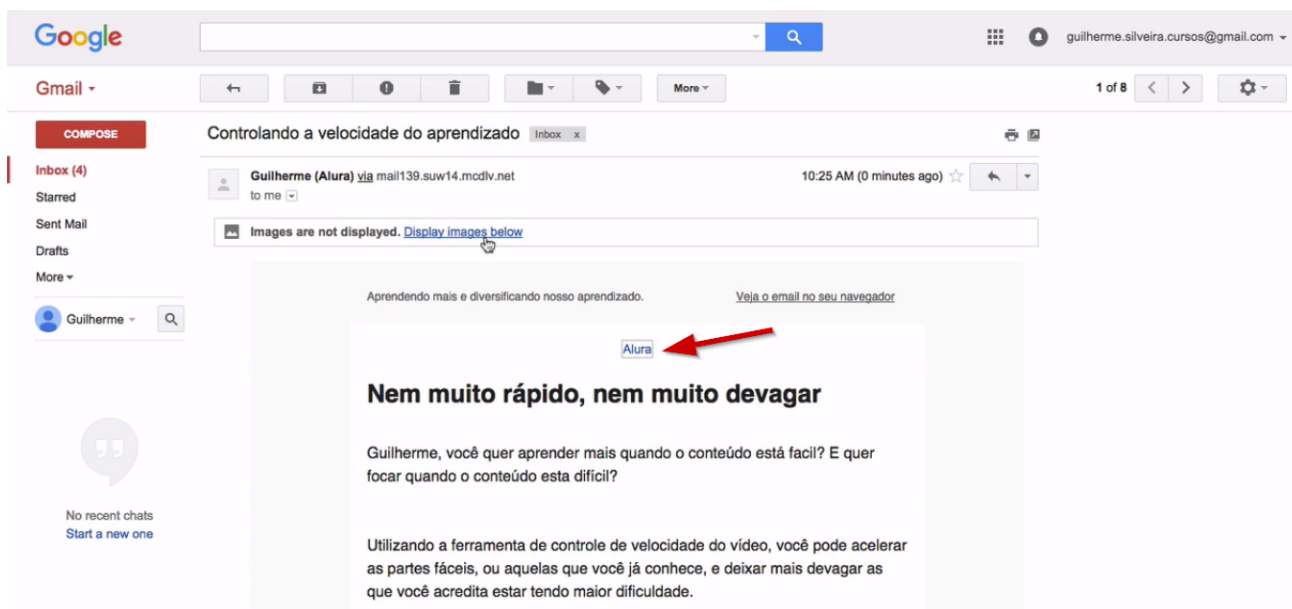 Google
guilherme.silveira.cursos@gmail.com
Gmail
More
1 of 8
COMPOSE
Controlando a velocidade do aprendizado Inbox x
Inbox (4)
Starred
Sent Mail
Drafts
More
Guilherme
Guilherme (Alura) via mail139.suw14.mcdlv.net
10:25 AM (0 minutes ago)
to me
Images are not displayed. Display images below
Aprendendo mais e diversificando nosso aprendizado.
Veja o email no seu navegador
Alura
Nem muito rápido, nem muito devagar
Guilherme, você quer aprender mais quando o conteúdo está facil? E quer
focar quando o conteúdo esta difícil?
Utilizando a ferramenta de controle de velocidade do vídeo, você pode acelerar
as partes fáceis, ou aquelas que você já conhece, e deixar mais devagar as
que você acredita estar tendo maior dificuldade.
No recent chats
Start a new one